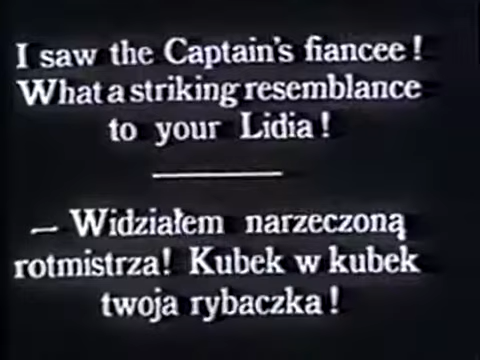 I saw the Captain's fiancee!
What a striking resemblance
to your Lidia!
— Widziałem narzeczoną
rotmistrza! Kubek w kubek
twoja rybaczka!